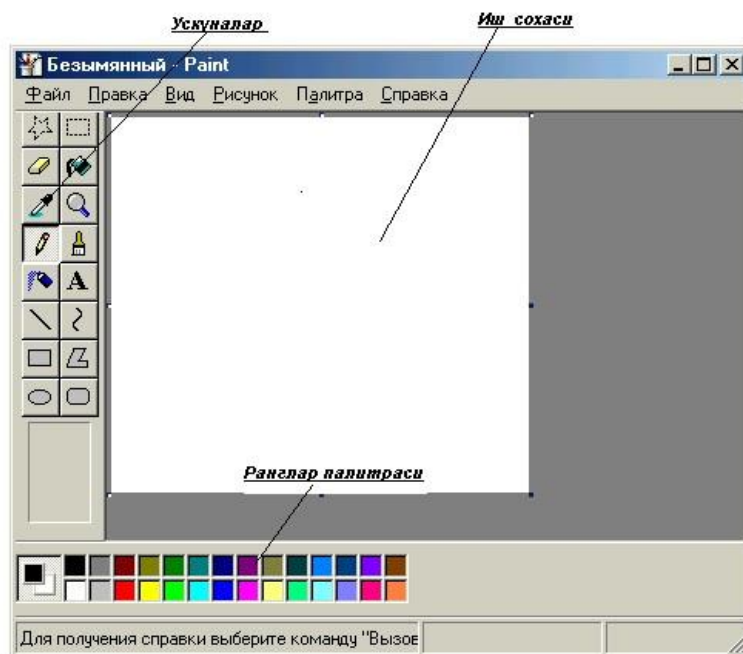 Ускуналар
Иш сохаси
Безымянный - Paint
Файл Правка Вид Рисунок Палитра Справка
A
Ранглар палитраси
Для получения справки выберите команду "Вызов